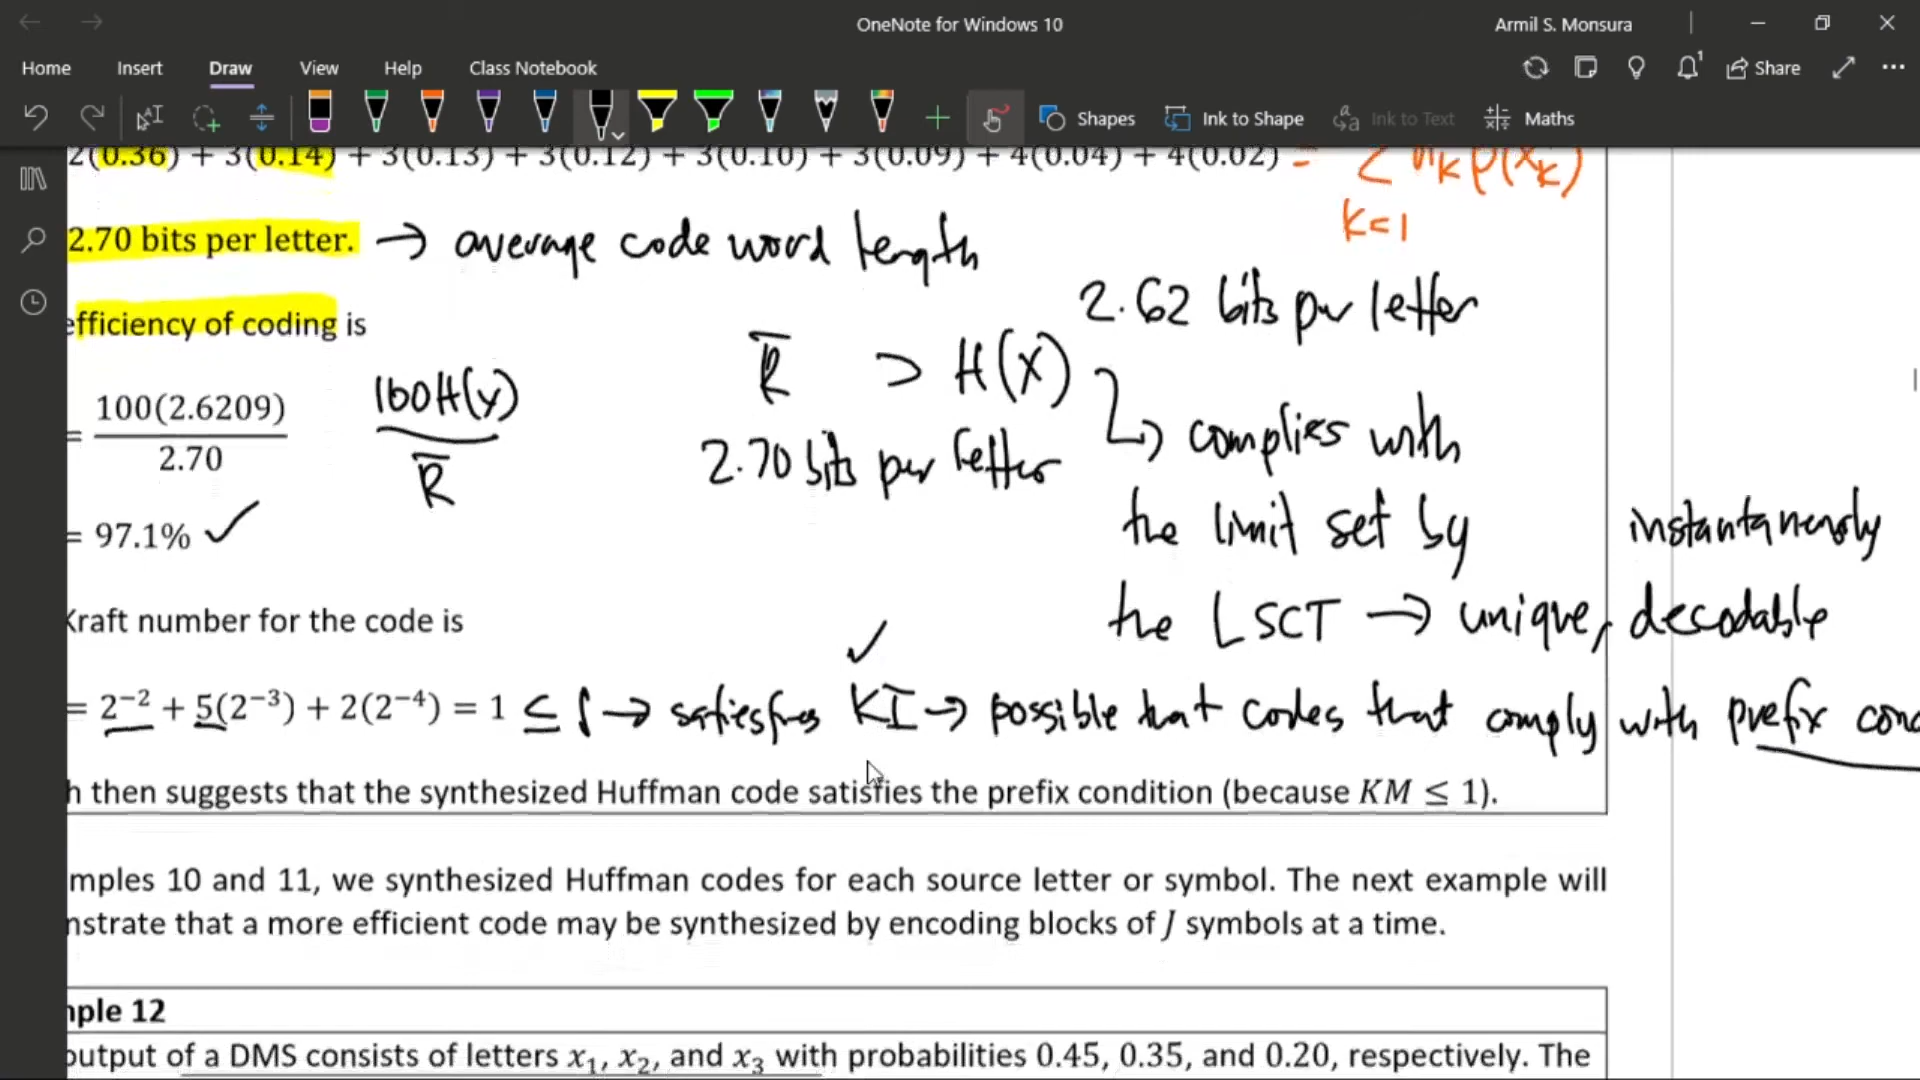 OneNote for Windows 10
Armil S. Monsura
Home Insert Draw View Help Class Notebook
1
Share
Shapes Ink to Shape Ink to Text Maths
2(0.36) + 3(0.14) + 3(0.13) + 3(0.12) + 3(0.10) + 3(0.09) + 4(0.04) + 4(0.02) = Σ nₖ p(xₖ)
k=1
2.70 bits per letter. → average code word length
2.62 bits per letter
efficiency of coding is
R̅ > H(X)
= 100(2.6209) / 2.70
100H(x) / R̅
2.70 bits per letter
↳ complies with
the limit set by
the LSCT → unique, instantaneously decodable
= 97.1% ✓
Kraft number for the code is
✓
= 2⁻² + 5(2⁻³) + 2(2⁻⁴) = 1 ≤ 1 → satisfies KI → possible that codes that comply with prefix conc
h then suggests that the synthesized Huffman code satisfies the prefix condition (because KM ≤ 1).
mples 10 and 11, we synthesized Huffman codes for each source letter or symbol. The next example will
nstrate that a more efficient code may be synthesized by encoding blocks of J symbols at a time.
nple 12
output of a DMS consists of letters x₁, x₂, and x₃ with probabilities 0.45, 0.35, and 0.20, respectively. The